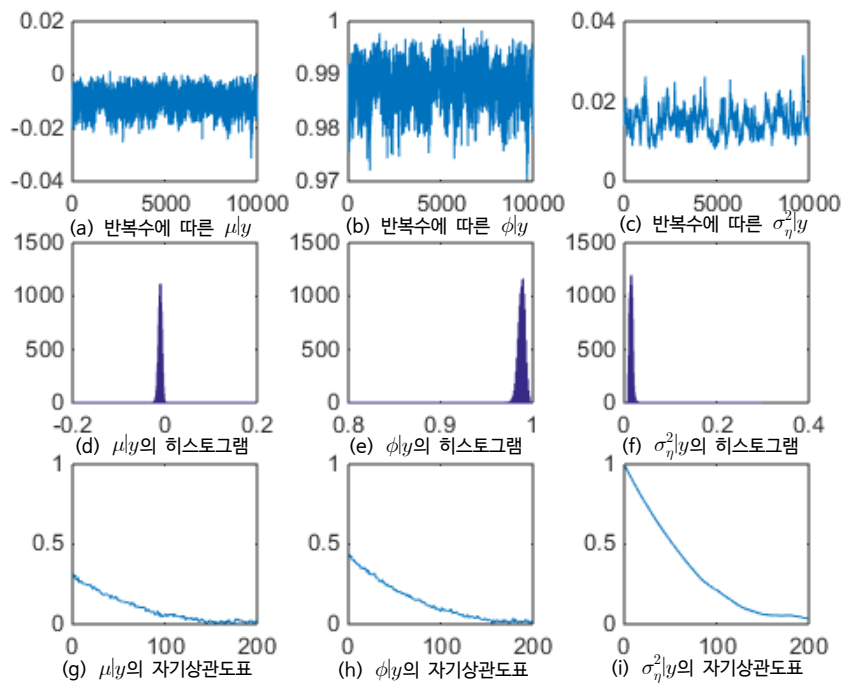 0.02
0
-0.02
-0.04
0 5000 10000
(a) 반복수에 따른 μ|y
1
0.99
0.98
0.97
0 5000 10000
(b) 반복수에 따른 ϕ|y
0.04
0.02
0
0 5000 10000
(c) 반복수에 따른 σ²_η|y
1500
1000
500
0
-0.2 0 0.2
(d) μ|y의 히스토그램
1500
1000
500
0
0.8 0.9 1
(e) ϕ|y의 히스토그램
1500
1000
500
0
0 0.2 0.4
(f) σ²_η|y의 히스토그램
1
0.5
0
0 100 200
(g) μ|y의 자기상관도표
1
0.5
0
0 100 200
(h) ϕ|y의 자기상관도표
1
0.5
0
0 100 200
(i) σ²_η|y의 자기상관도표